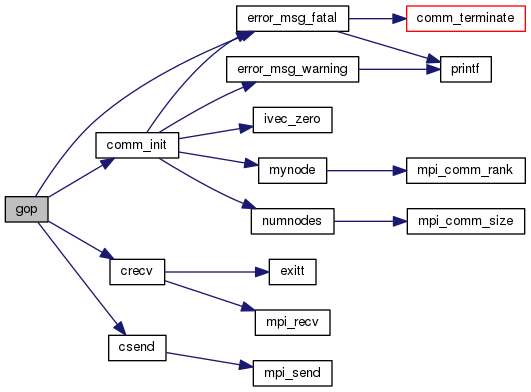 error_msg_fatal
comm_terminate
error_msg_warning
printf
ivec_zero
comm_init
mynode
mpi_comm_rank
gop
numnodes
mpi_comm_size
crecv
exitt
mpi_recv
csend
mpi_send